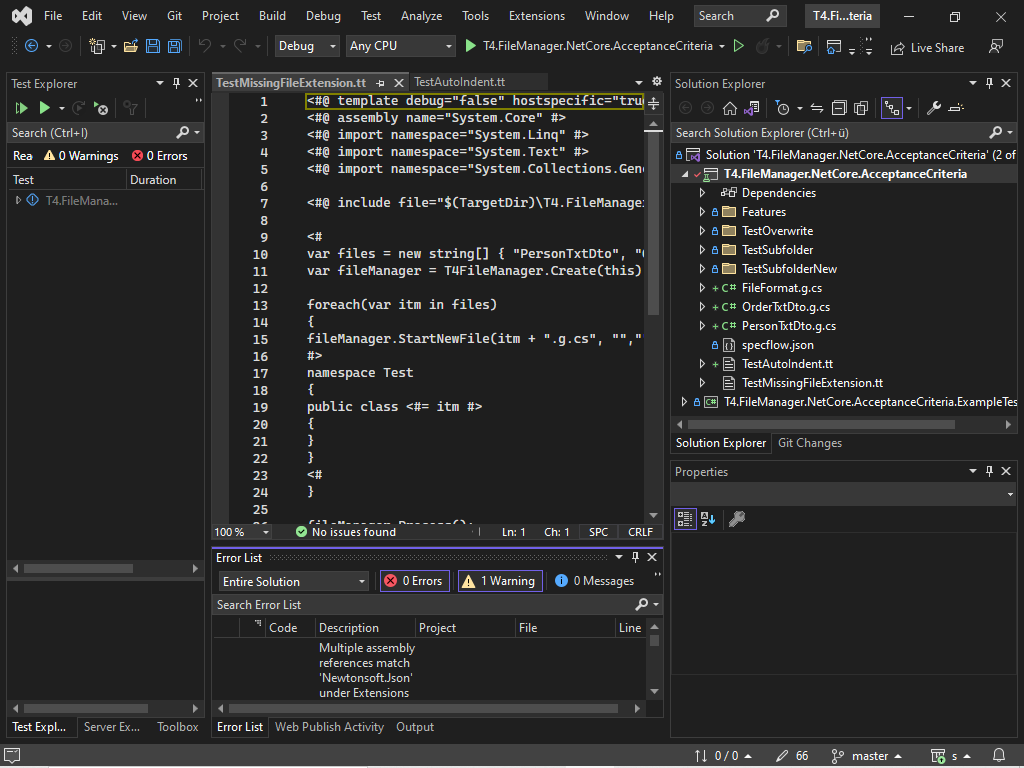 File Edit View Git Project Build Debug Test Analyze Tools Extensions Window Help Search T4.Fi...teria
Debug Any CPU T4.FileManager.NetCore.AcceptanceCriteria Live Share
Test Explorer
Search (Ctrl+I)
Rea 0 Warnings 0 Errors
Test Duration
T4.FileMana...
Test Expl... Server Ex... Toolbox
TestMissingFileExtension.tt TestAutoIndent.tt
1 <#@ template debug="false" hostspecific="tru
2 <#@ assembly name="System.Core" #>
3 <#@ import namespace="System.Linq" #>
4 <#@ import namespace="System.Text" #>
5 <#@ import namespace="System.Collections.Gene
6
7 <#@ include file="$(TargetDir)\T4.FileManage
8
9 <#
10 var files = new string[] { "PersonTxtDto", "
11 var fileManager = T4FileManager.Create(this)
12
13 foreach(var itm in files)
14 {
15 fileManager.StartNewFile(itm + ".g.cs", "","
16 #>
17 namespace Test
18 {
19 public class <#= itm #>
20 {
21 }
22 }
23 <#
24 }
25
26 fileManager.Process();
100 % No issues found Ln: 1 Ch: 1 SPC CRLF
Error List
Entire Solution 0 Errors 1 Warning 0 Messages
Search Error List
Code Description Project File Line
Multiple assembly
references match
'Newtonsoft.Json'
under Extensions
Error List Web Publish Activity Output
Solution Explorer
Search Solution Explorer (Ctrl+ü)
Solution 'T4.FileManager.NetCore.AcceptanceCriteria' (2 of
T4.FileManager.NetCore.AcceptanceCriteria
Dependencies
Features
TestOverwrite
TestSubfolder
TestSubfolderNew
C# FileFormat.g.cs
C# OrderTxtDto.g.cs
C# PersonTxtDto.g.cs
specflow.json
TestAutoIndent.tt
TestMissingFileExtension.tt
C# T4.FileManager.NetCore.AcceptanceCriteria.ExampleTes
Solution Explorer Git Changes
Properties
0 / 0 66 master s